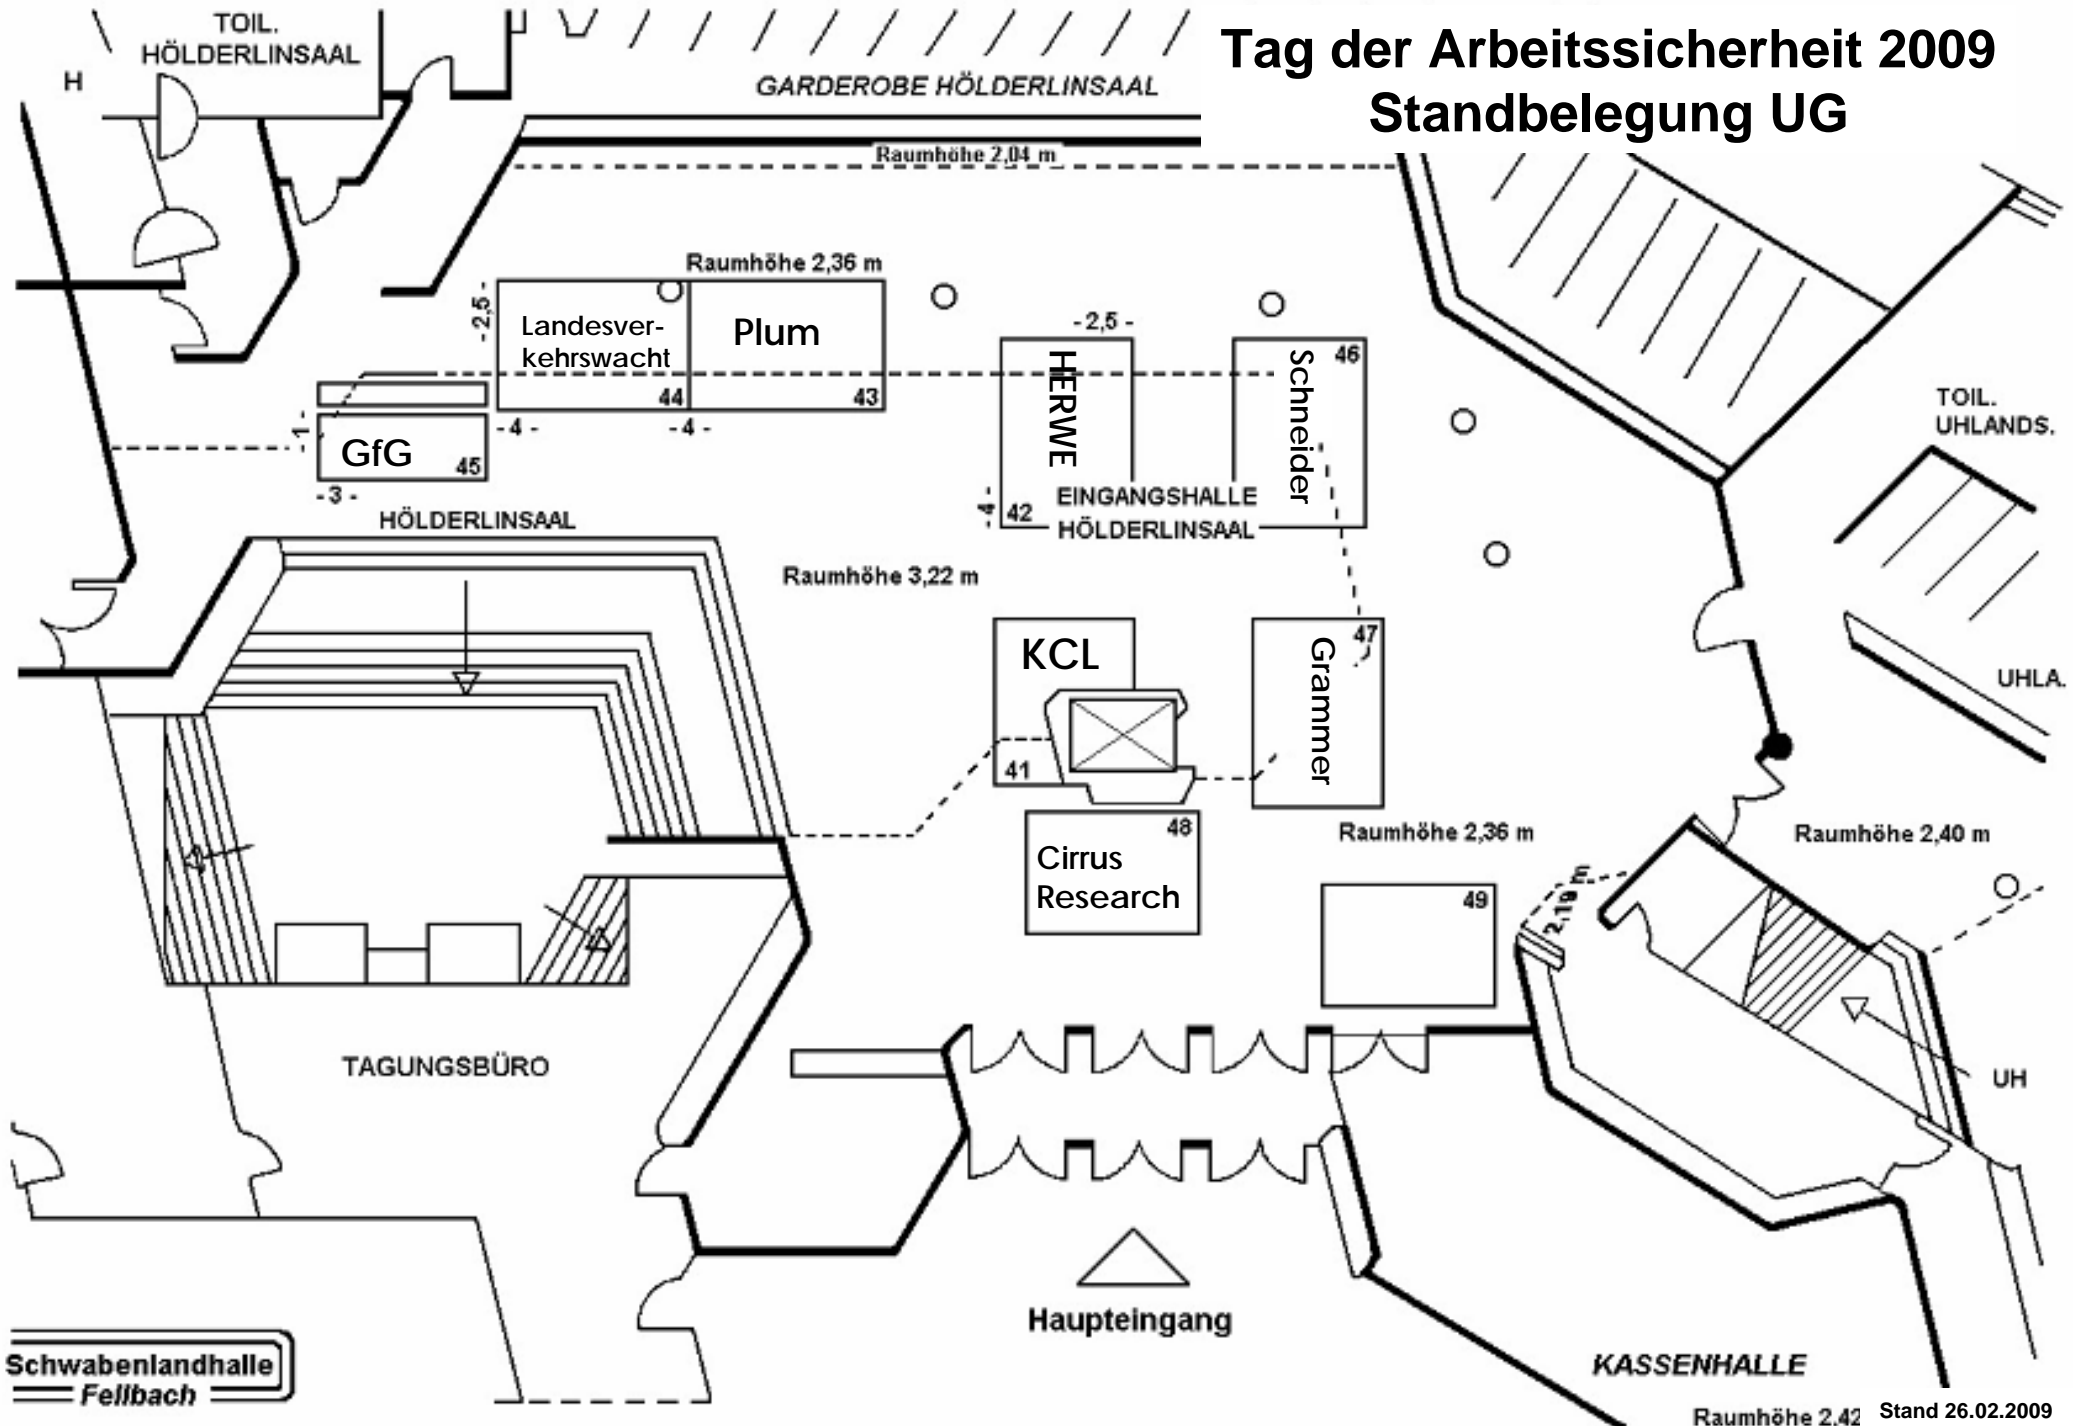 Tag der Arbeitssicherheit 2009
Standbelegung UG
TOIL.
HÖLDERLINSAAL
H
GARDEROBE HÖLDERLINSAAL
Raumhöhe 2,04 m
Raumhöhe 2,36 m
-2,5-
Landesver-
kehrswacht
44
Plum
43
-4-
-4-
-1-
GfG
45
-3-
HÖLDERLINSAAL
-2,5-
HERWE
42
-4-
Schneider
46
EINGANGSHALLE
HÖLDERLINSAAL
TOIL.
UHLANDS.
Raumhöhe 3,22 m
KCL
41
Grammer
47
UHLA.
Cirrus
Research
48
Raumhöhe 2,36 m
Raumhöhe 2,40 m
49
2,19 m
TAGUNGSBÜRO
UH
Haupteingang
Schwabenlandhalle
Fellbach
KASSENHALLE
Raumhöhe 2,42
Stand 26.02.2009